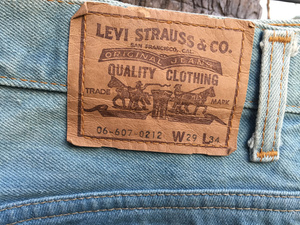 LEVI STRAUSS & CO.
SAN FRANCISCO, CAL.
ORIGINAL JEANS
QUALITY CLOTHING
TRADE MARK
06-607-0212 W29 L34